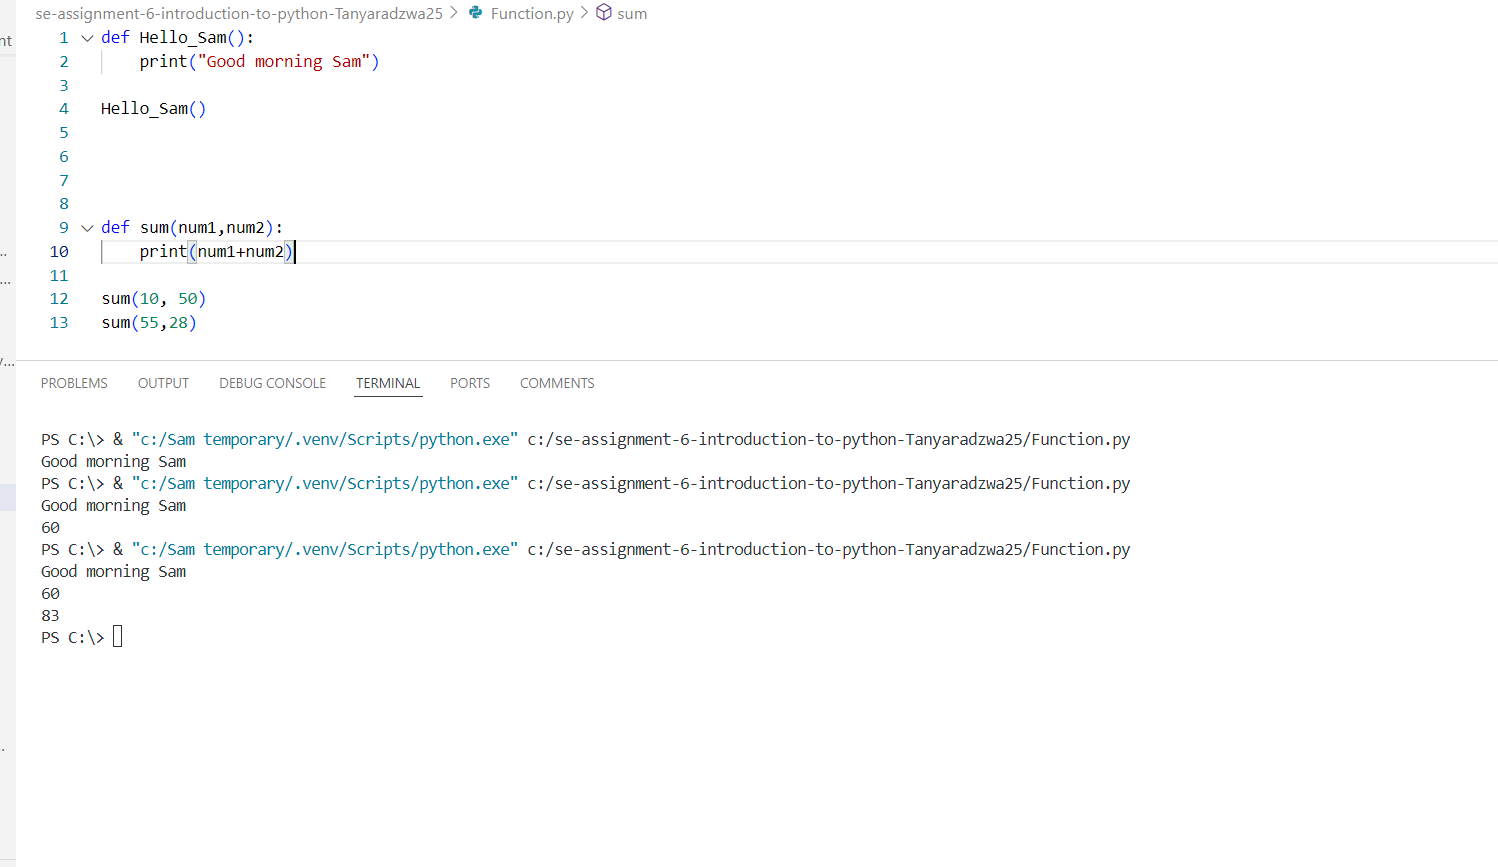 se-assignment-6-introduction-to-python-Tanyaradzwa25 > Function.py > sum
nt
1 def Hello_Sam():
2     print("Good morning Sam")
3
4 Hello_Sam()
5
6
7
8
9 def sum(num1,num2):
10     print(num1+num2)
11
12 sum(10, 50)
13 sum(55,28)
PROBLEMS OUTPUT DEBUG CONSOLE TERMINAL PORTS COMMENTS
PS C:\> & "c:/Sam temporary/.venv/Scripts/python.exe" c:/se-assignment-6-introduction-to-python-Tanyaradzwa25/Function.py
Good morning Sam
PS C:\> & "c:/Sam temporary/.venv/Scripts/python.exe" c:/se-assignment-6-introduction-to-python-Tanyaradzwa25/Function.py
Good morning Sam
60
PS C:\> & "c:/Sam temporary/.venv/Scripts/python.exe" c:/se-assignment-6-introduction-to-python-Tanyaradzwa25/Function.py
Good morning Sam
60
83
PS C:\>